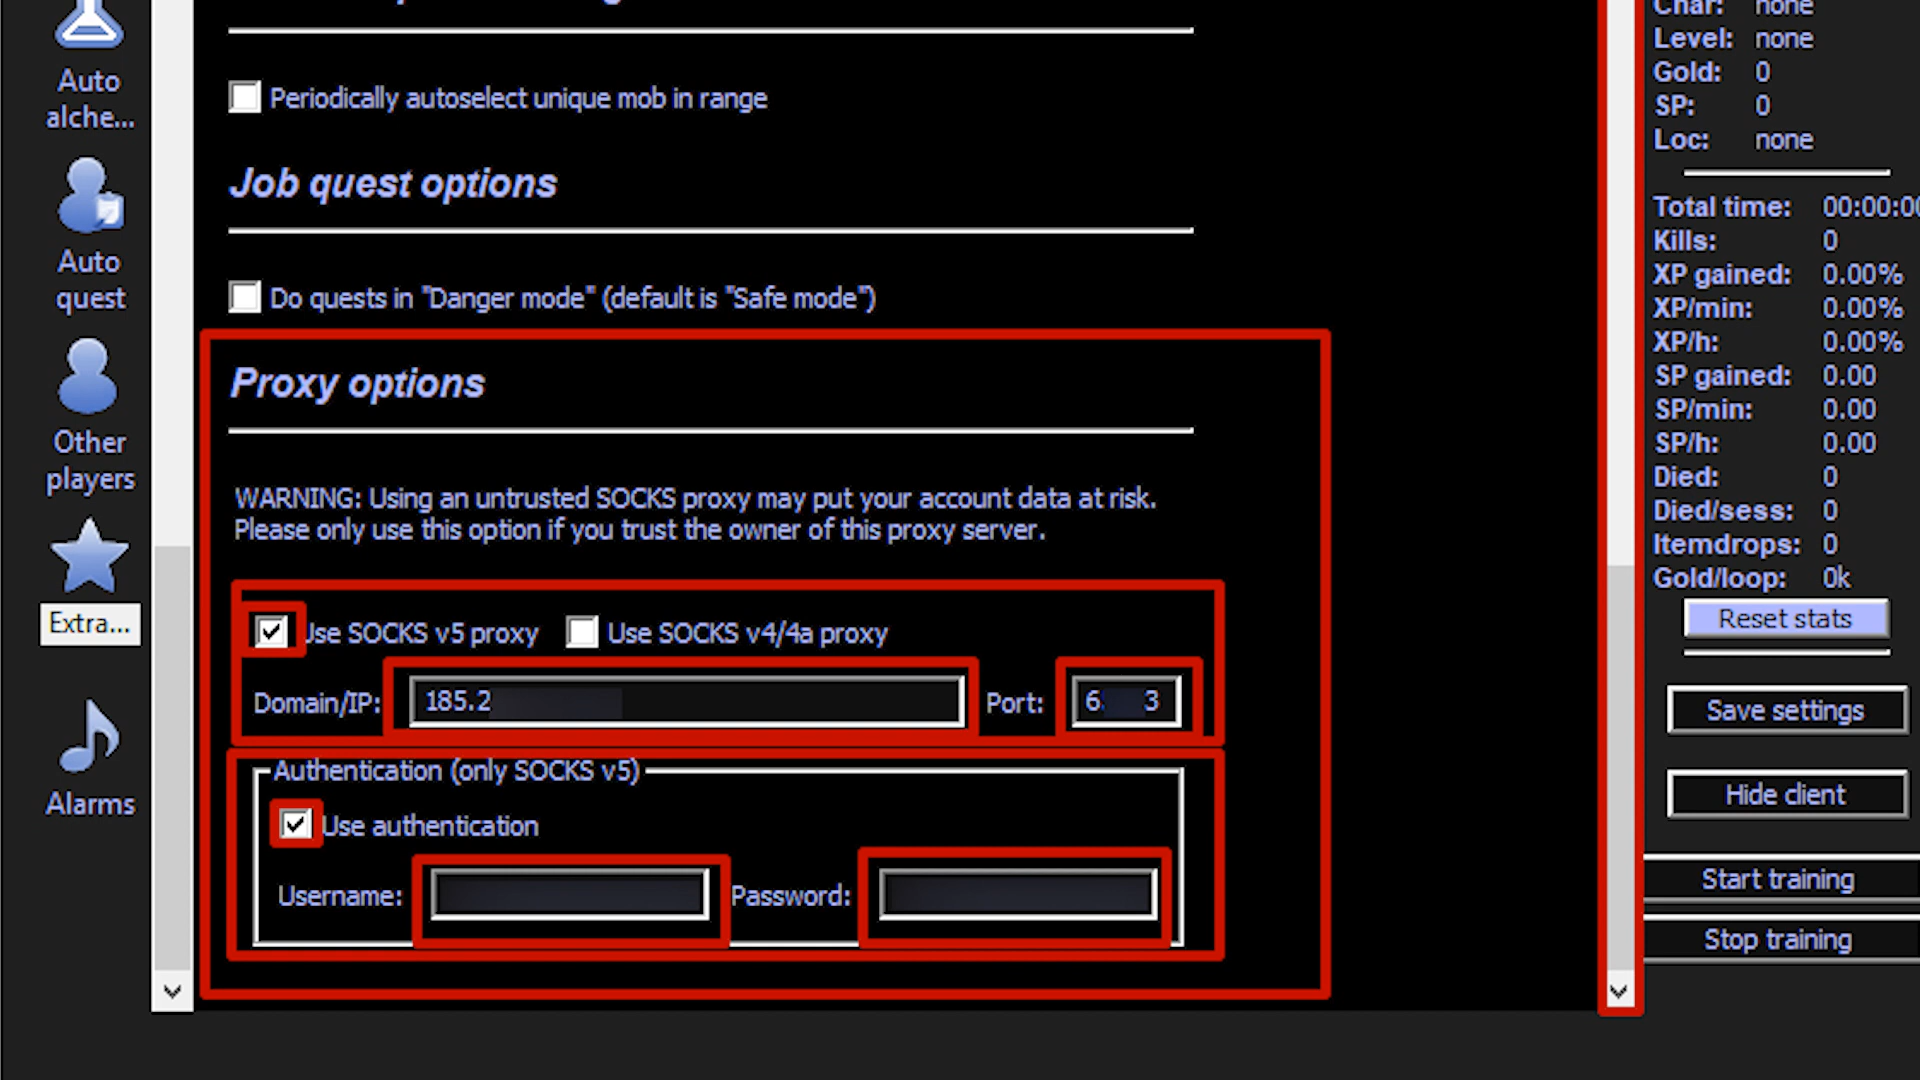 Auto
alche...
Auto
quest
Other
players
Extra...
Alarms
Periodically autoselect unique mob in range
Job quest options
Do quests in "Danger mode" (default is "Safe mode")
Proxy options
WARNING: Using an untrusted SOCKS proxy may put your account data at risk.
Please only use this option if you trust the owner of this proxy server.
Use SOCKS v5 proxy Use SOCKS v4/4a proxy
Domain/IP: 185.2 Port: 6 3
Authentication (only SOCKS v5)
Use authentication
Username: Password:
Char: none
Level: none
Gold: 0
SP: 0
Loc: none
Total time: 00:00:00
Kills: 0
XP gained: 0.00%
XP/min: 0.00%
XP/h: 0.00%
SP gained: 0.00
SP/min: 0.00
SP/h: 0.00
Died: 0
Died/sess: 0
Itemdrops: 0
Gold/loop: 0k
Reset stats
Save settings
Hide client
Start training
Stop training